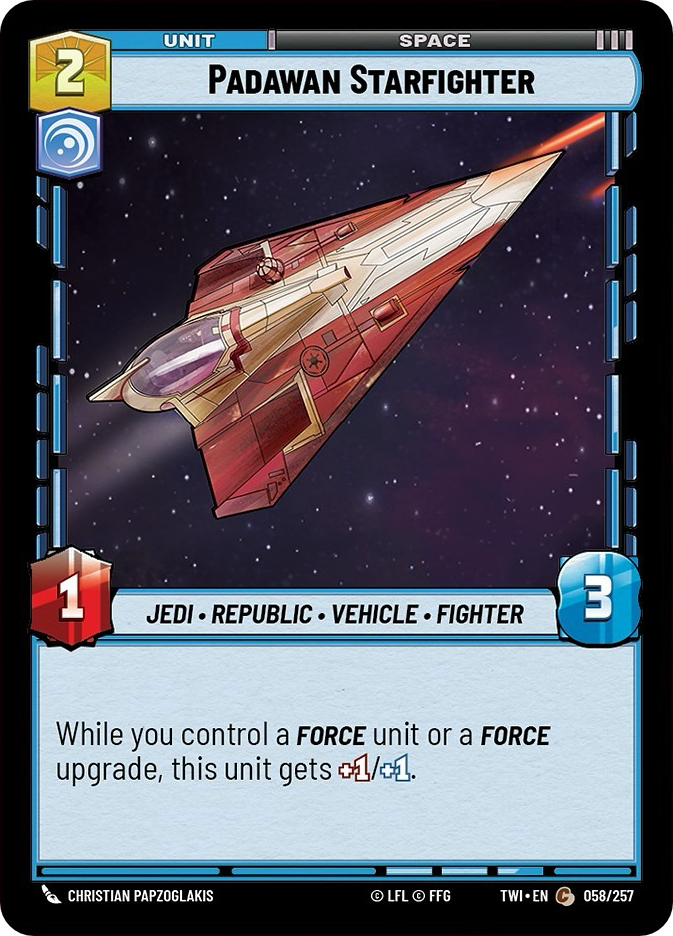 UNIT
SPACE
2
PADAWAN STARFIGHTER
1
JEDI • REPUBLIC • VEHICLE • FIGHTER
3
While you control a FORCE unit or a FORCE
upgrade, this unit gets +1/+1.
CHRISTIAN PAPZOGLAKIS
© LFL © FFG
TWI • EN C 058/257